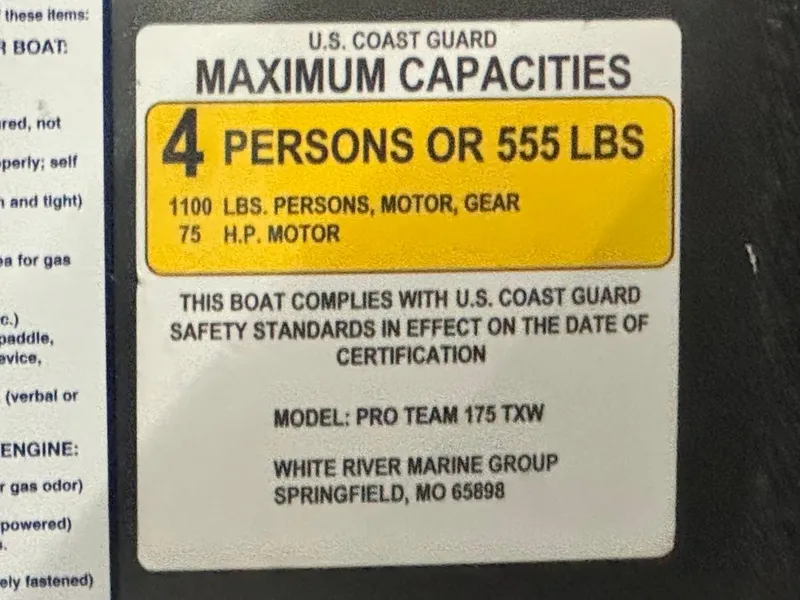 these items:
BOAT:
red, not
perly; self
and tight)
for gas
c.)
paddle,
evice,
(verbal or
ENGINE:
r gas odor)
powered)
ely fastened)
U.S. COAST GUARD
MAXIMUM CAPACITIES
4 PERSONS OR 555 LBS
1100 LBS. PERSONS, MOTOR, GEAR
75 H.P. MOTOR
THIS BOAT COMPLIES WITH U.S. COAST GUARD
SAFETY STANDARDS IN EFFECT ON THE DATE OF
CERTIFICATION
MODEL: PRO TEAM 175 TXW
WHITE RIVER MARINE GROUP
SPRINGFIELD, MO 65898